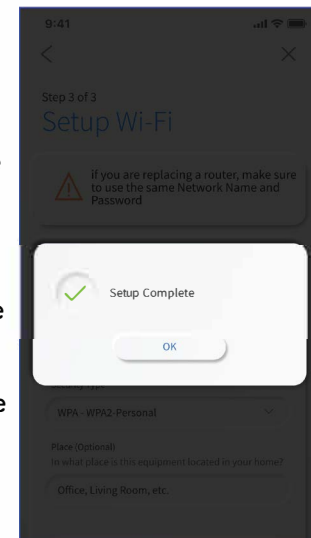 9:41
Step 3 of 3
Setup Wi-Fi
if you are replacing a router, make sure
to use the same Network Name and
Password
Setup Complete
OK
WPA - WPA2-Personal
Place (Optional)
In what place is this equipment located in your home?
Office, Living Room, etc.
e
e